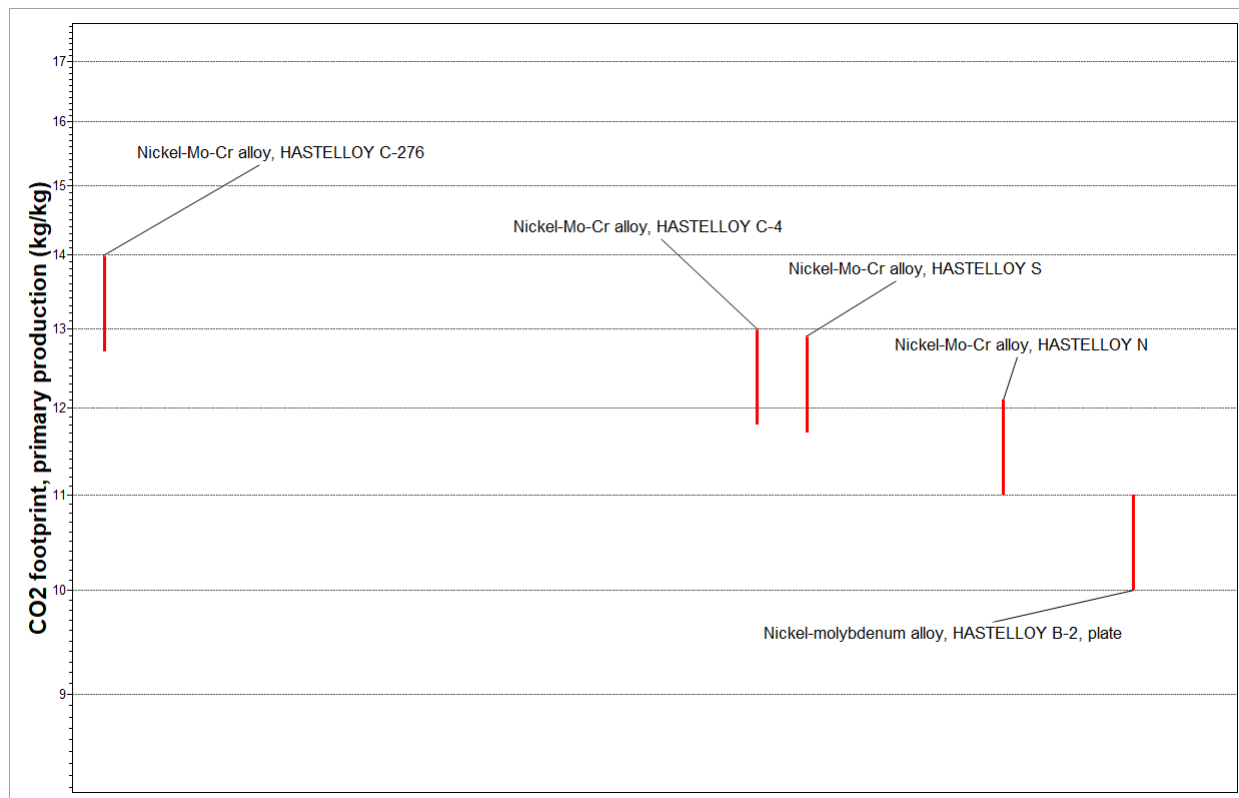 CO2 footprint, primary production (kg/kg)
17
16
15
14
13
12
11
10
9
Nickel-Mo-Cr alloy, HASTELLOY C-276
Nickel-Mo-Cr alloy, HASTELLOY C-4
Nickel-Mo-Cr alloy, HASTELLOY S
Nickel-Mo-Cr alloy, HASTELLOY N
Nickel-molybdenum alloy, HASTELLOY B-2, plate